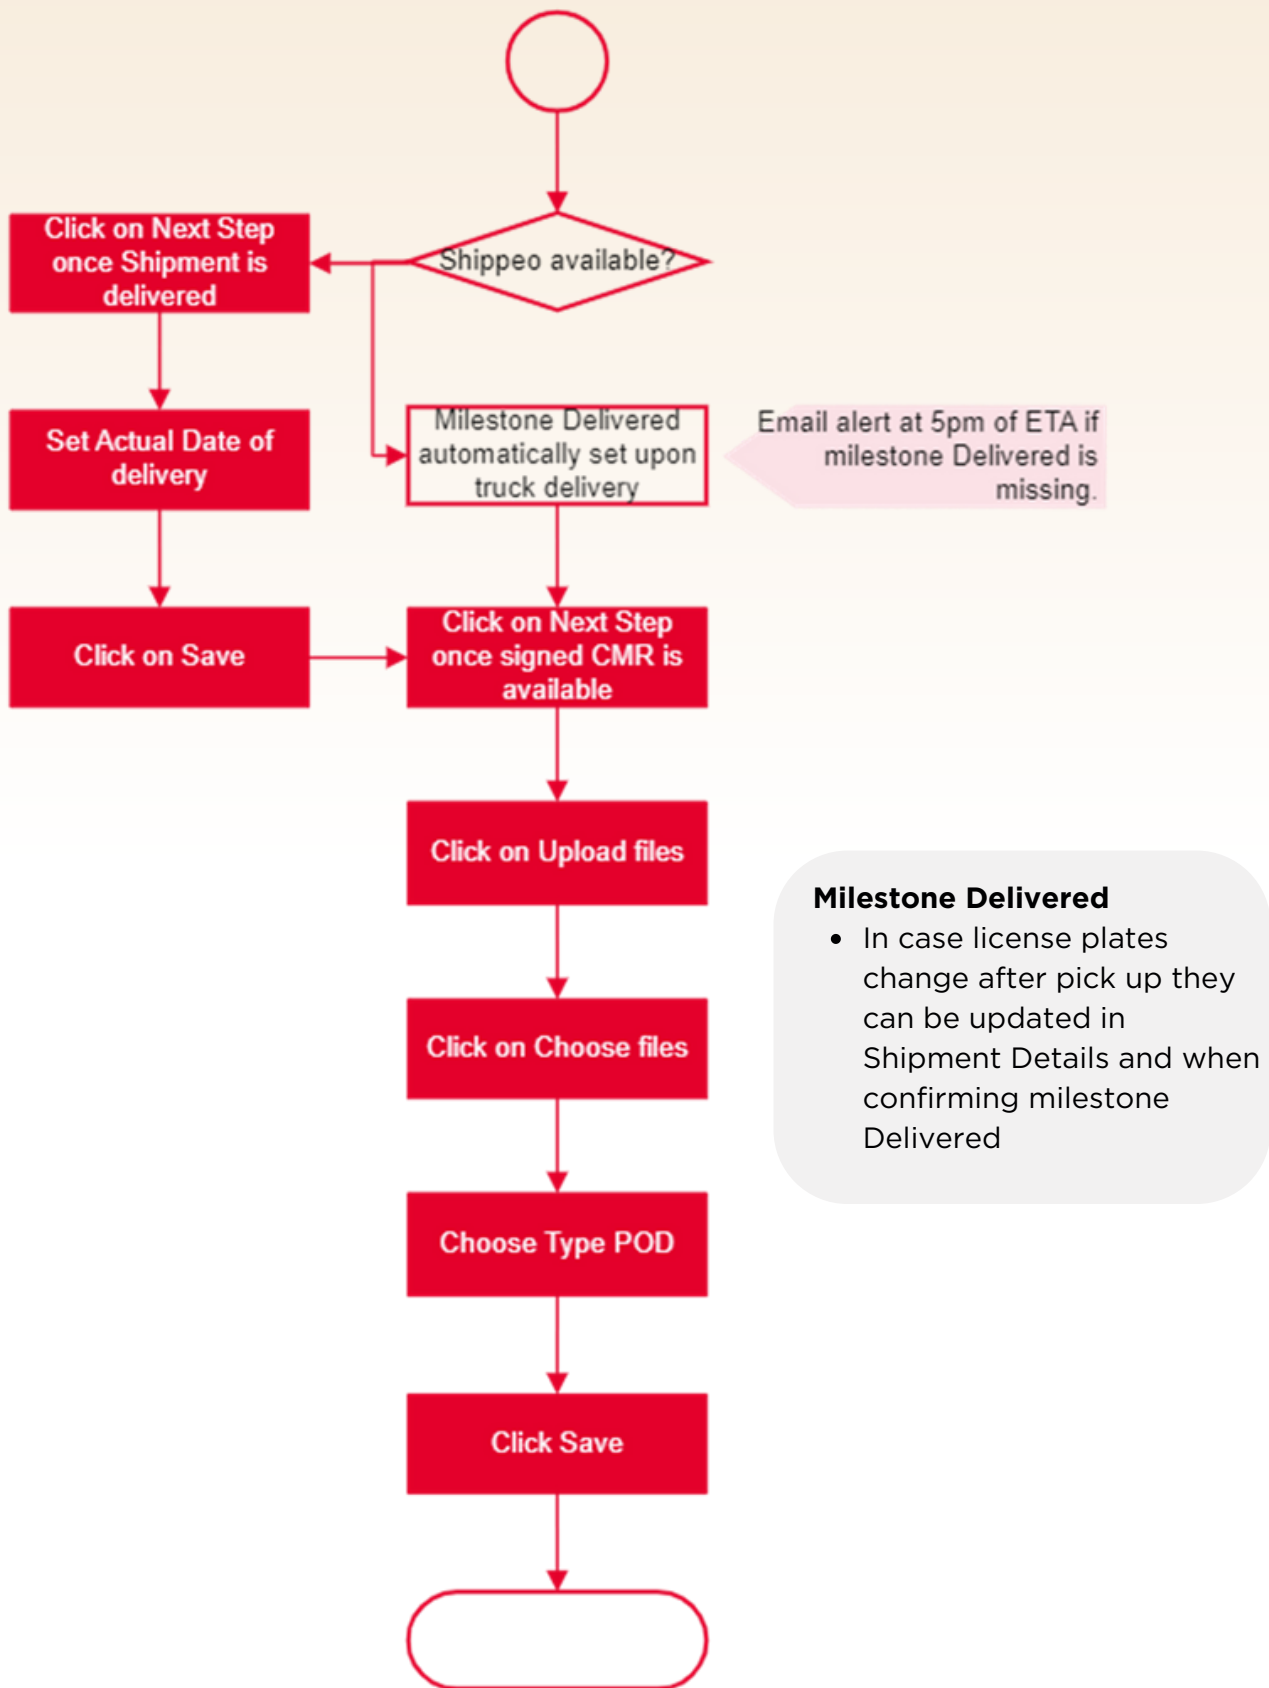 Shippeo available?
Click on Next Step
once Shipment is
delivered
Set Actual Date of
delivery
Click on Save
Milestone Delivered
automatically set upon
truck delivery
Email alert at 5pm of ETA if
milestone Delivered is
missing.
Click on Next Step
once signed CMR is
available
Click on Upload files
Click on Choose files
Choose Type POD
Click Save
Milestone Delivered
• In case license plates
change after pick up they
can be updated in
Shipment Details and when
confirming milestone
Delivered